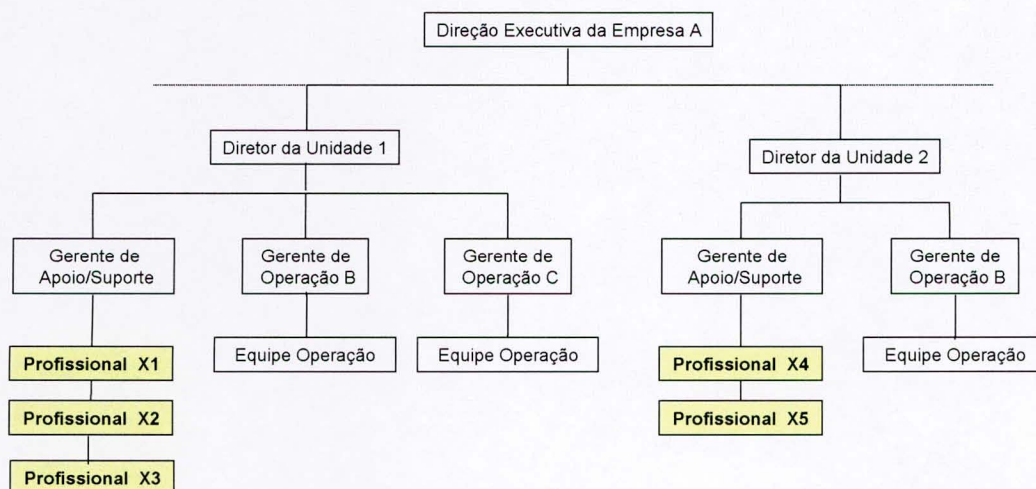 Direção Executiva da Empresa A
Diretor da Unidade 1
Diretor da Unidade 2
Gerente de
Apoio/Suporte
Gerente de
Operação B
Gerente de
Operação C
Gerente de
Apoio/Suporte
Gerente de
Operação B
Profissional X1
Equipe Operação
Equipe Operação
Profissional X4
Equipe Operação
Profissional X2
Profissional X5
Profissional X3